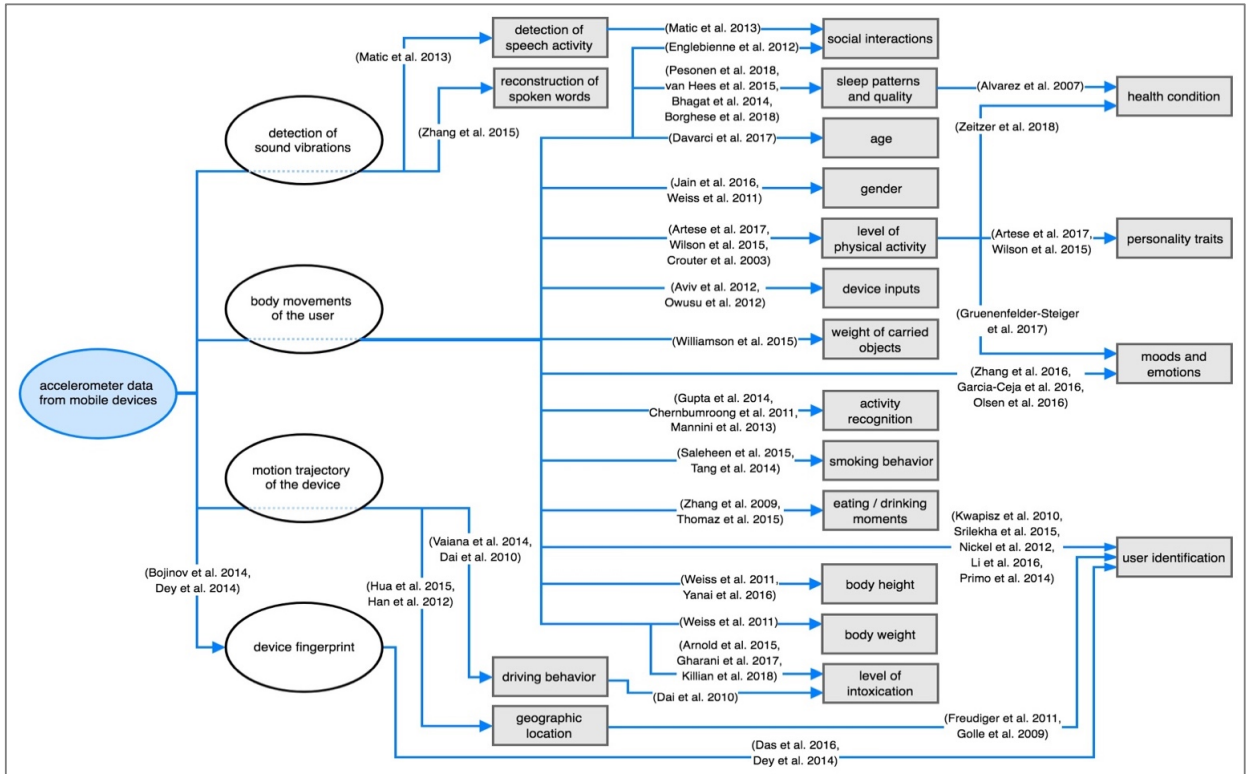 accelerometer data
from mobile devices
detection of
sound vibrations
body movements
of the user
motion trajectory
of the device
device fingerprint
(Bojinov et al. 2014,
Dey et al. 2014)
(Matic et al. 2013)
(Zhang et al. 2015)
detection of
speech activity
reconstruction of
spoken words
(Vaiana et al. 2014,
Dai et al. 2010)
(Hua et al. 2015,
Han et al. 2012)
driving behavior
geographic
location
(Matic et al. 2013)
(Englebienne et al. 2012)
social interactions
(Pesonen et al. 2018,
van Hees et al. 2015,
Bhagat et al. 2014,
Borghese et al. 2018)
sleep patterns
and quality
(Davarci et al. 2017)
age
(Jain et al. 2016,
Weiss et al. 2011)
gender
(Artese et al. 2017,
Wilson et al. 2015,
Crouter et al. 2003)
level of
physical activity
(Aviv et al. 2012,
Owusu et al. 2012)
device inputs
(Williamson et al. 2015)
weight of carried
objects
(Gupta et al. 2014,
Chernbumroong et al. 2011,
Mannini et al. 2013)
activity
recognition
(Saleheen et al. 2015,
Tang et al. 2014)
smoking behavior
(Zhang et al. 2009,
Thomaz et al. 2015)
eating / drinking
moments
(Weiss et al. 2011,
Yanai et al. 2016)
body height
(Weiss et al. 2011)
body weight
(Arnold et al. 2015,
Gharani et al. 2017,
Killian et al. 2018)
(Dai et al. 2010)
level of
intoxication
(Alvarez et al. 2007)
(Zeitzer et al. 2018)
health condition
(Artese et al. 2017,
Wilson et al. 2015)
personality traits
(Gruenenfelder-Steiger
et al. 2017)
(Zhang et al. 2016,
Garcia-Ceja et al. 2016,
Olsen et al. 2016)
moods and
emotions
(Kwapisz et al. 2010,
Srilekha et al. 2015,
Nickel et al. 2012,
Li et al. 2016,
Primo et al. 2014)
user identification
(Freudiger et al. 2011,
Golle et al. 2009)
(Das et al. 2016,
Dey et al. 2014)